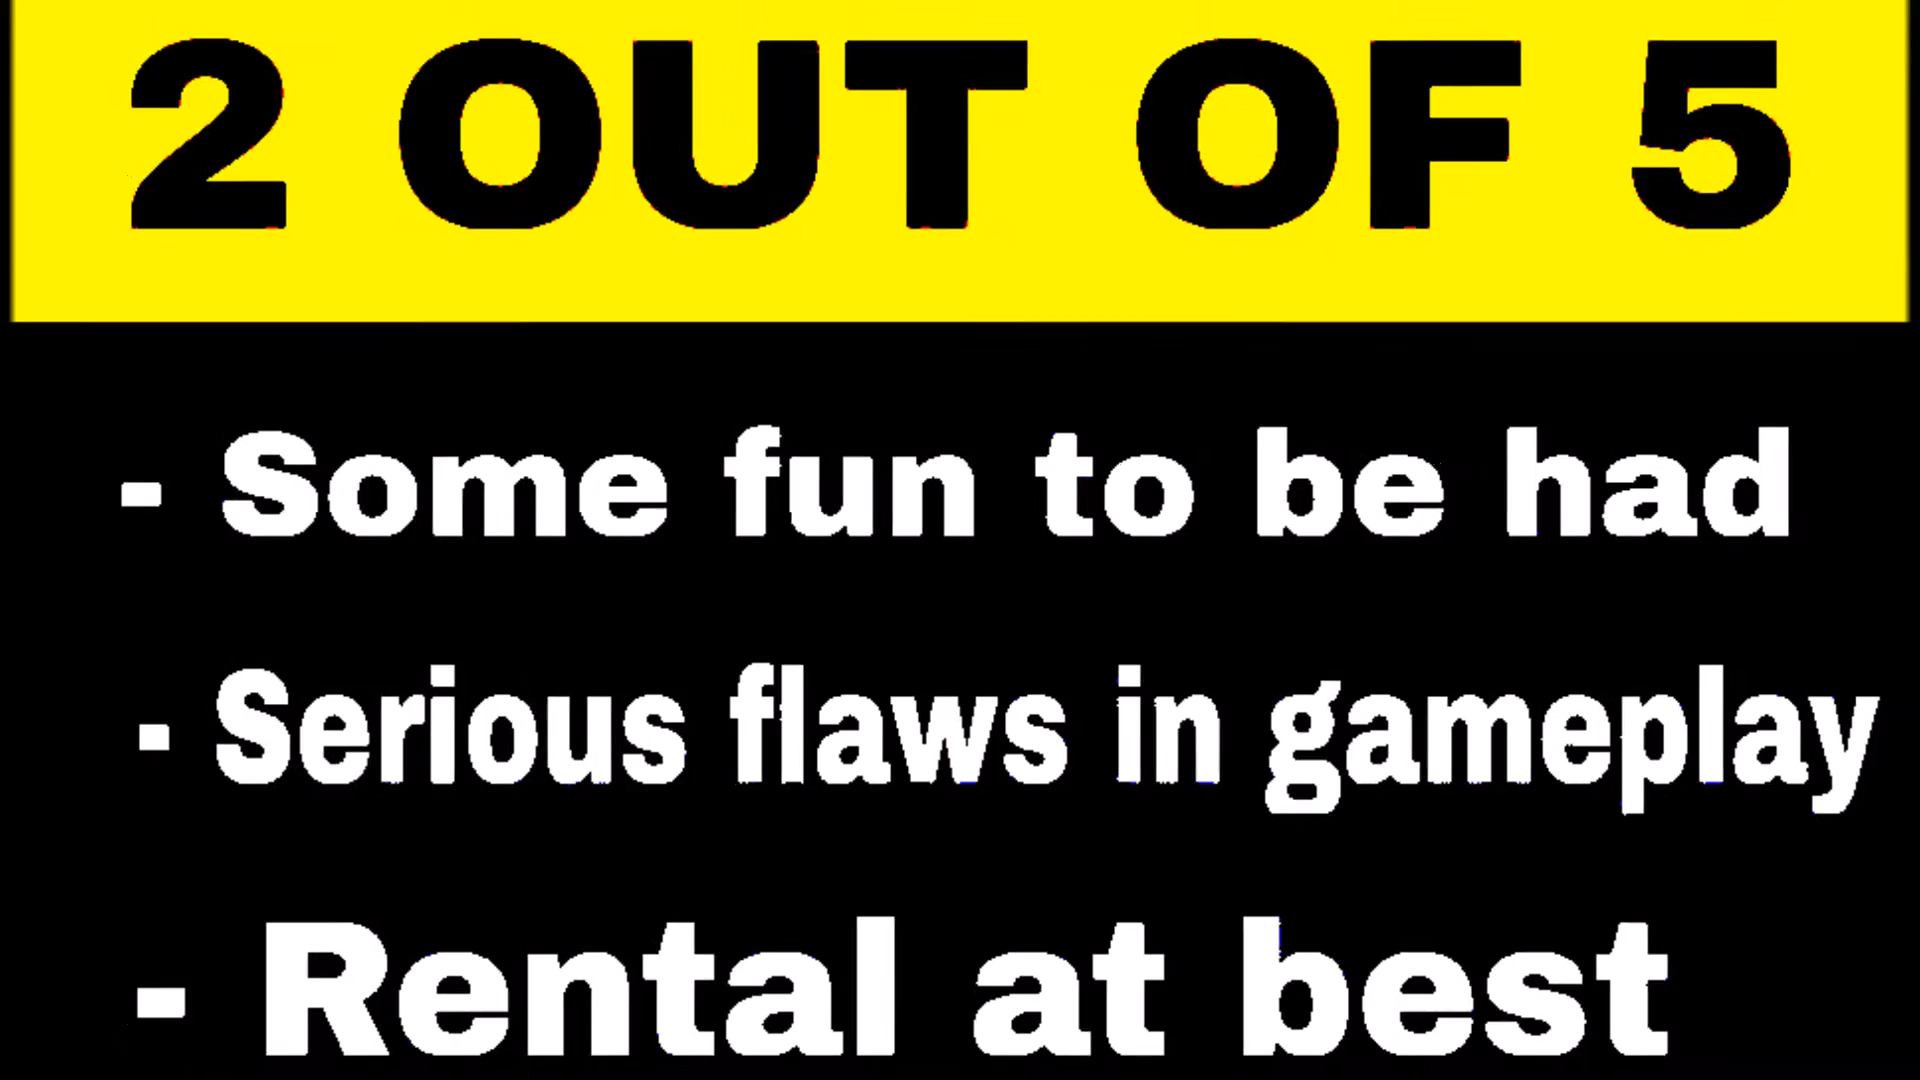 2 OUT OF 5
- Some fun to be had
- Serious flaws in gameplay
- Rental at best